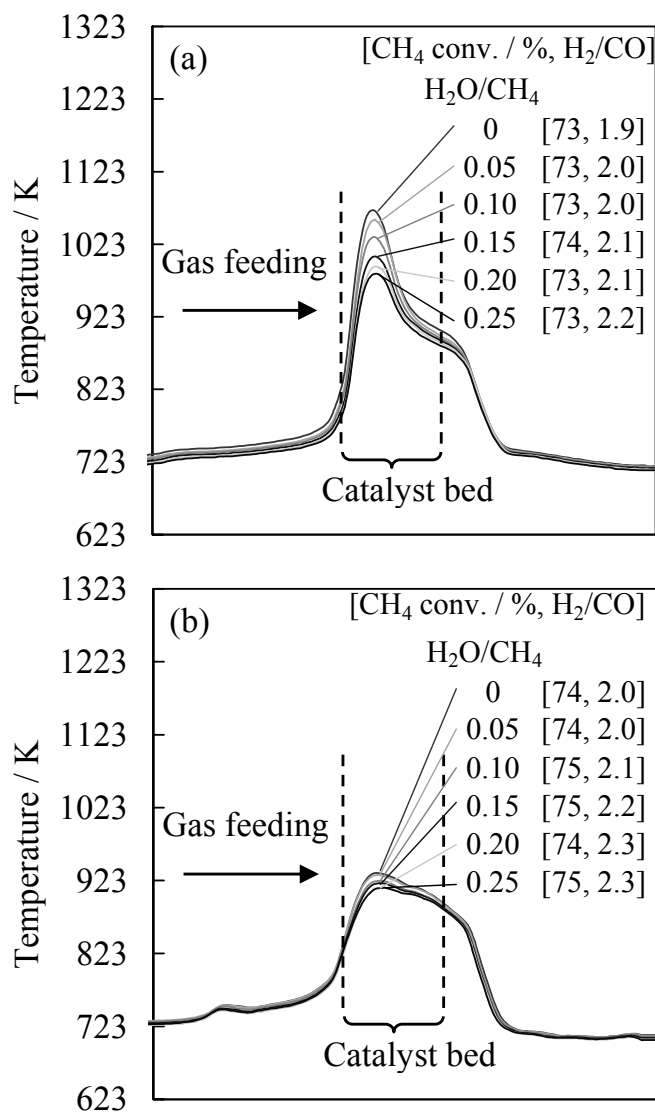 1323
1223
1123
1023
923
823
723
623
Temperature / K
(a)
[CH₄ conv. / %, H₂/CO]
H₂O/CH₄
0 [73, 1.9]
0.05 [73, 2.0]
0.10 [73, 2.0]
0.15 [74, 2.1]
0.20 [73, 2.1]
0.25 [73, 2.2]
Gas feeding
Catalyst bed
1323
1223
1123
1023
923
823
723
623
Temperature / K
(b)
[CH₄ conv. / %, H₂/CO]
H₂O/CH₄
0 [74, 2.0]
0.05 [74, 2.0]
0.10 [75, 2.1]
0.15 [75, 2.2]
0.20 [74, 2.3]
0.25 [75, 2.3]
Gas feeding
Catalyst bed